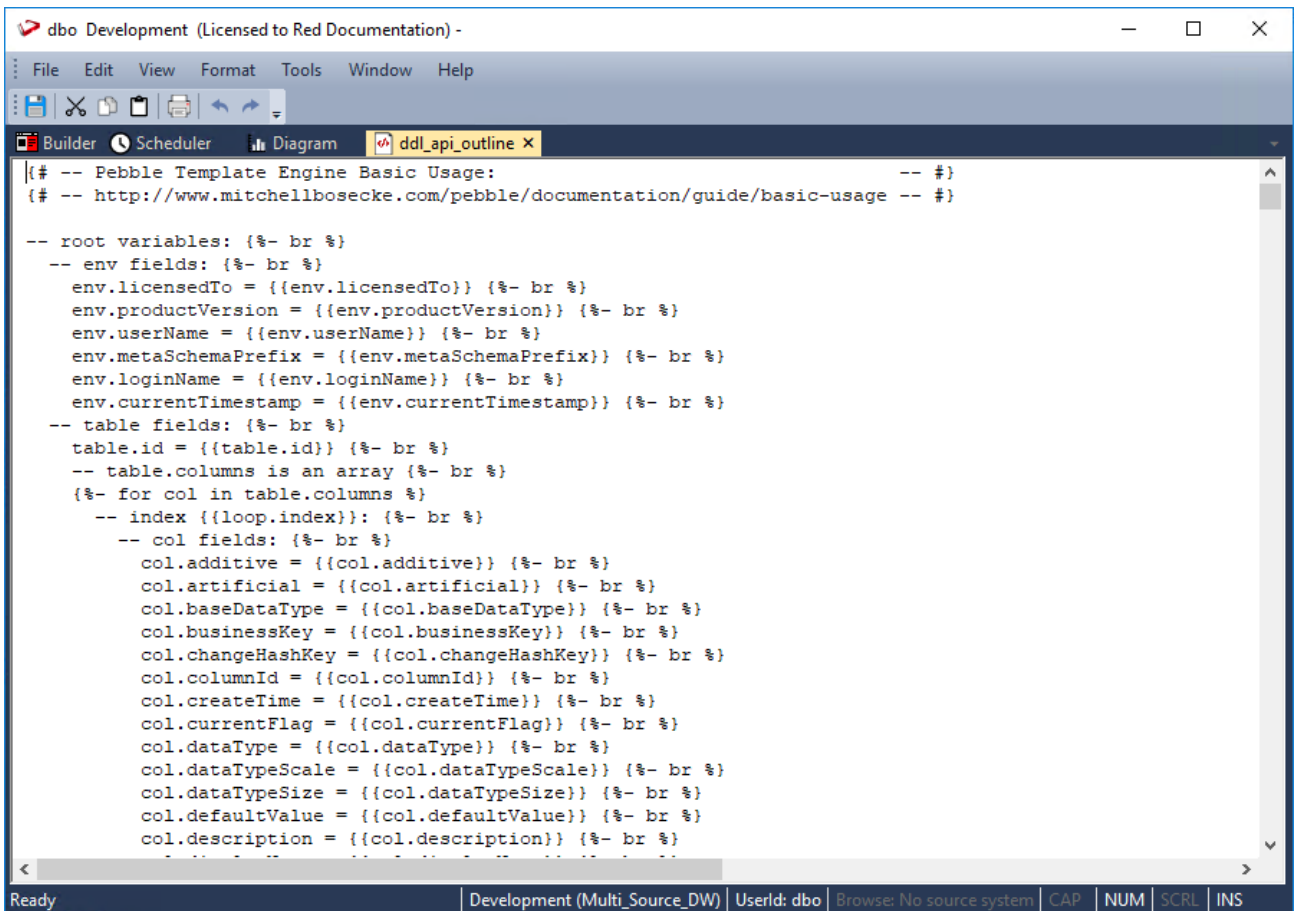 dbo Development (Licensed to Red Documentation) -
File Edit View Format Tools Window Help
Builder Scheduler Diagram ddl_api_outline ×
{# -- Pebble Template Engine Basic Usage: -- #}
{# -- http://www.mitchellbosecke.com/pebble/documentation/guide/basic-usage -- #}
-- root variables: {%- br %}
-- env fields: {%- br %}
env.licensedTo = {{env.licensedTo}} {%- br %}
env.productVersion = {{env.productVersion}} {%- br %}
env.userName = {{env.userName}} {%- br %}
env.metaSchemaPrefix = {{env.metaSchemaPrefix}} {%- br %}
env.loginName = {{env.loginName}} {%- br %}
env.currentTimestamp = {{env.currentTimestamp}} {%- br %}
-- table fields: {%- br %}
table.id = {{table.id}} {%- br %}
-- table.columns is an array {%- br %}
{%- for col in table.columns %}
-- index {{loop.index}}: {%- br %}
-- col fields: {%- br %}
col.additive = {{col.additive}} {%- br %}
col.artificial = {{col.artificial}} {%- br %}
col.baseDataType = {{col.baseDataType}} {%- br %}
col.businessKey = {{col.businessKey}} {%- br %}
col.changeHashKey = {{col.changeHashKey}} {%- br %}
col.columnId = {{col.columnId}} {%- br %}
col.createTime = {{col.createTime}} {%- br %}
col.currentFlag = {{col.currentFlag}} {%- br %}
col.dataType = {{col.dataType}} {%- br %}
col.dataTypeScale = {{col.dataTypeScale}} {%- br %}
col.dataTypeSize = {{col.dataTypeSize}} {%- br %}
col.defaultValue = {{col.defaultValue}} {%- br %}
col.description = {{col.description}} {%- br %}
Ready Development (Multi_Source_DW) UserId: dbo Browse: No source system CAP NUM SCRL INS